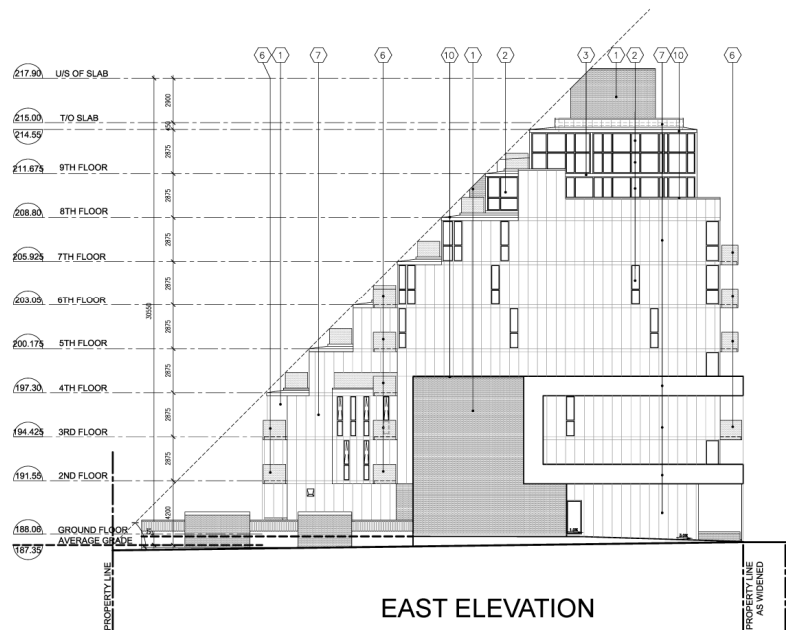 6 1 7 6 10 1 2 3 1 2 7 10 6
217.90 U/S OF SLAB
2900
215.00 T/O SLAB
450
214.55
2875
211.675 9TH FLOOR
2875
208.80 8TH FLOOR
2875
205.925 7TH FLOOR
2875
203.05 6TH FLOOR
30550
2875
200.175 5TH FLOOR
2875
197.30 4TH FLOOR
2875
194.425 3RD FLOOR
2875
191.55 2ND FLOOR
4200
188.06 GROUND FLOOR
AVERAGE GRADE
187.35
PROPERTY LINE
EAST ELEVATION
PROPERTY LINE
AS WIDENED